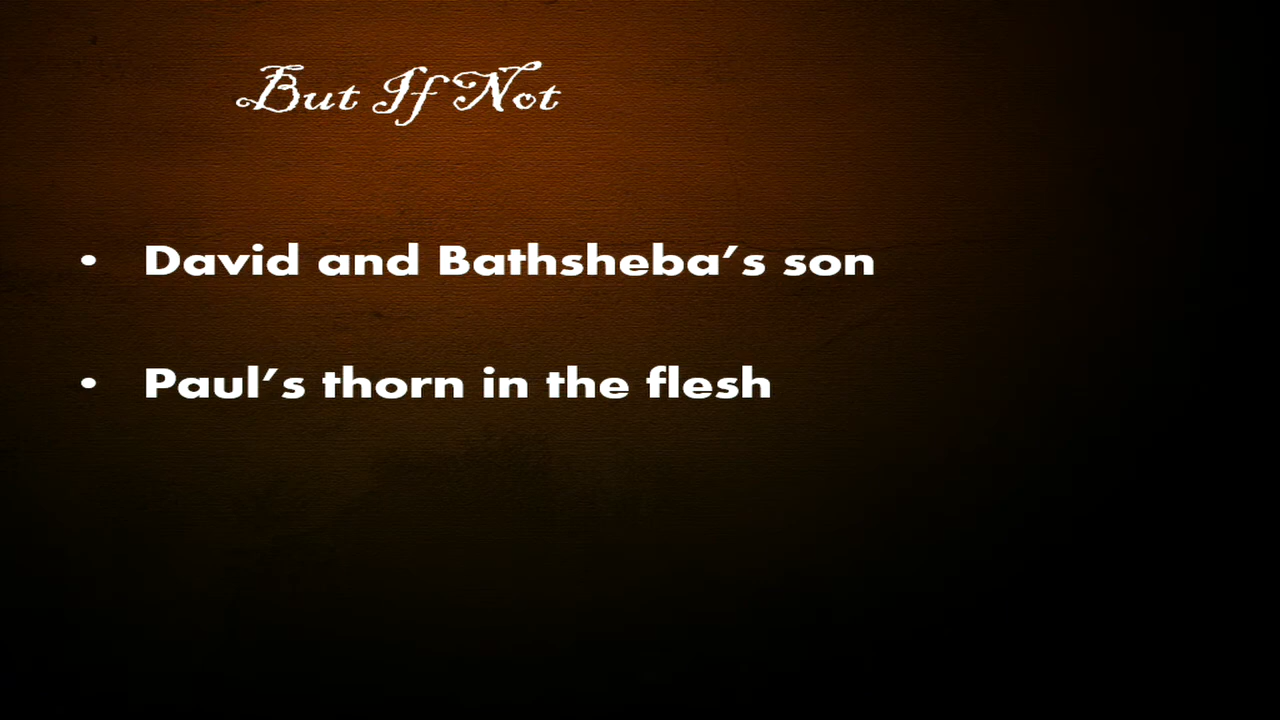 But If Not
• David and Bathsheba’s son
• Paul’s thorn in the flesh